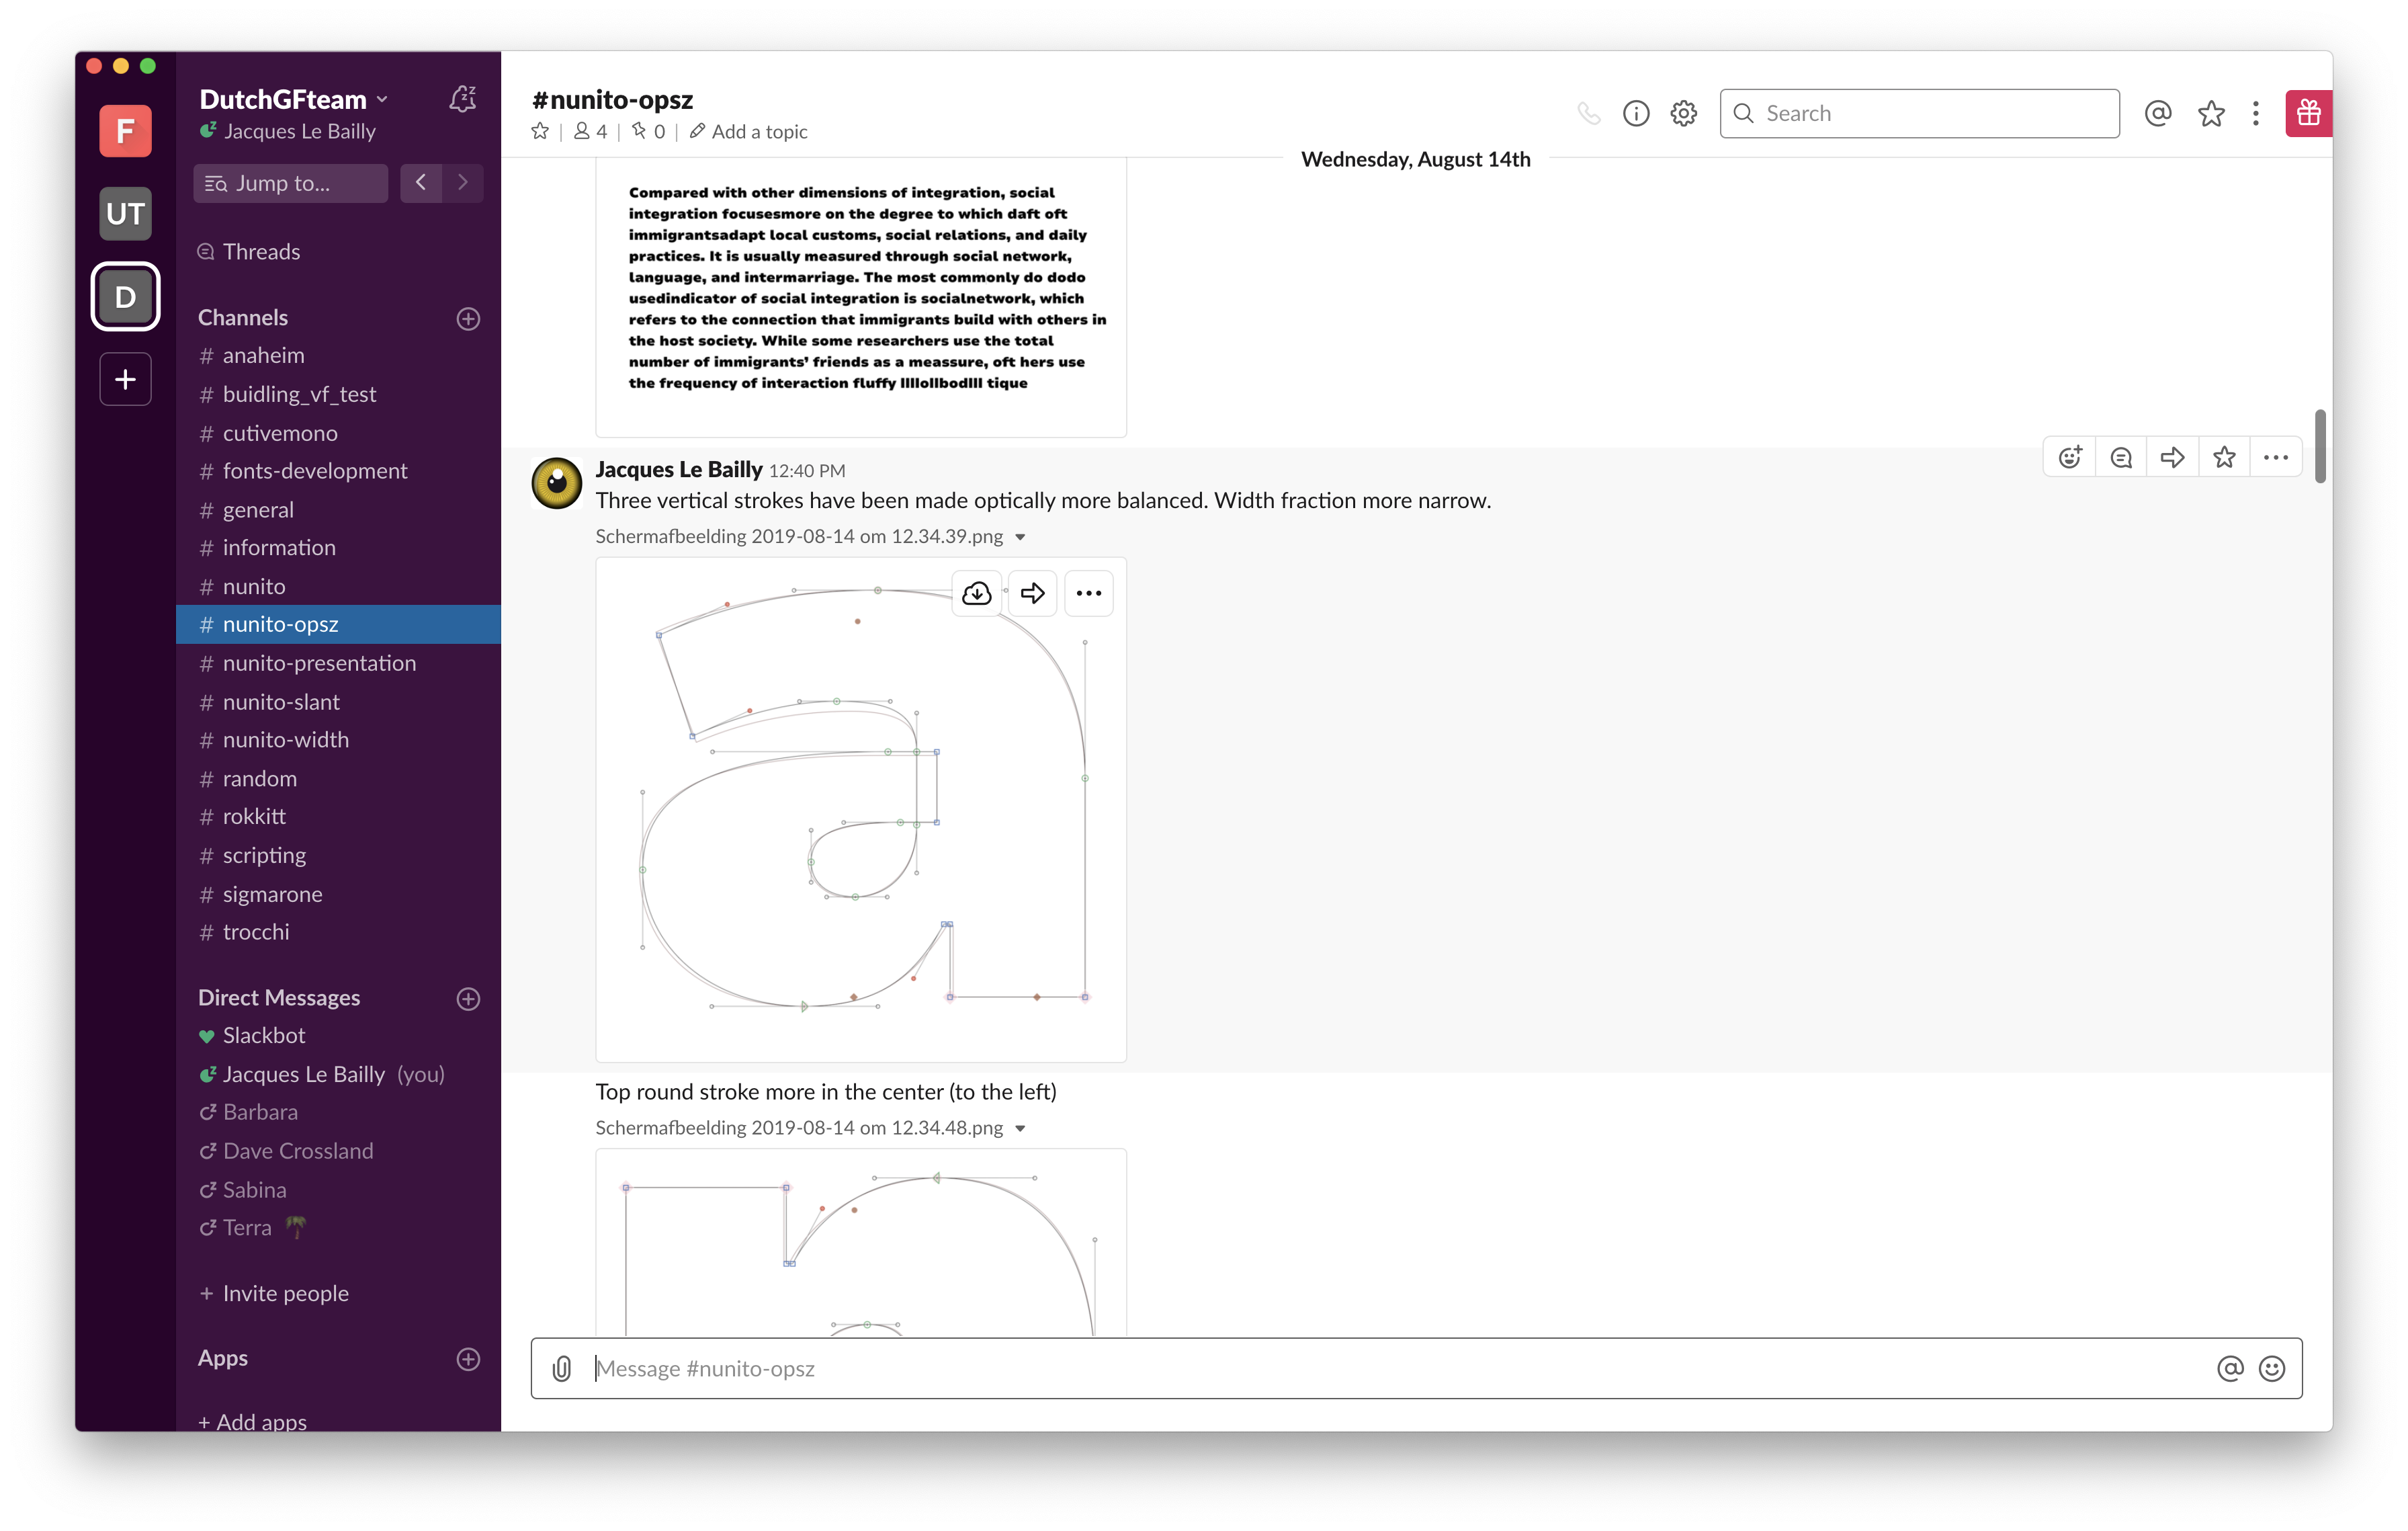 F
UT
D
DutchGFteam
Jacques Le Bailly
Jump to...
Threads
Channels
# anaheim
# buidling_vf_test
# cutivemono
# fonts-development
# general
# information
# nunito
# nunito-opsz
# nunito-presentation
# nunito-slant
# nunito-width
# random
# rokkitt
# scripting
# sigmarone
# trocchi
Direct Messages
Slackbot
Jacques Le Bailly (you)
Barbara
Dave Crossland
Sabina
Terra
+ Invite people
Apps
+ Add apps
#nunito-opsz
4 | 0 | Add a topic
Search
Wednesday, August 14th
Compared with other dimensions of integration, social
integration focusesmore on the degree to which daft oft
immigrantsadapt local customs, social relations, and daily
practices. It is usually measured through social network,
language, and intermarriage. The most commonly do dodo
usedindicator of social integration is socialnetwork, which
refers to the connection that immigrants build with others in
the host society. While some researchers use the total
number of immigrants’ friends as a meassure, oft hers use
the frequency of interaction fluffy tique
Jacques Le Bailly 12:40 PM
Three vertical strokes have been made optically more balanced. Width fraction more narrow.
Schermafbeelding 2019-08-14 om 12.34.39.png
Top round stroke more in the center (to the left)
Schermafbeelding 2019-08-14 om 12.34.48.png
Message #nunito-opsz